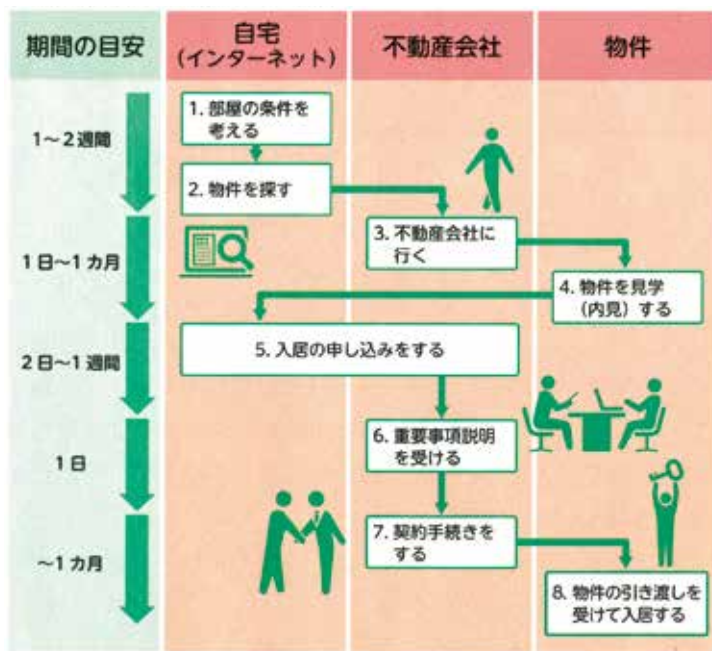 期間の目安
自宅
(インターネット)
不動産会社
物件
1～2週間
1日～1カ月
2日～1週間
1日
～1カ月
1. 部屋の条件を
考える
2. 物件を探す
3. 不動産会社に
行く
4. 物件を見学
(内見) する
5. 入居の申し込みをする
6. 重要事項説明
を受ける
7. 契約手続きを
する
8. 物件の引き渡しを
受けて入居する